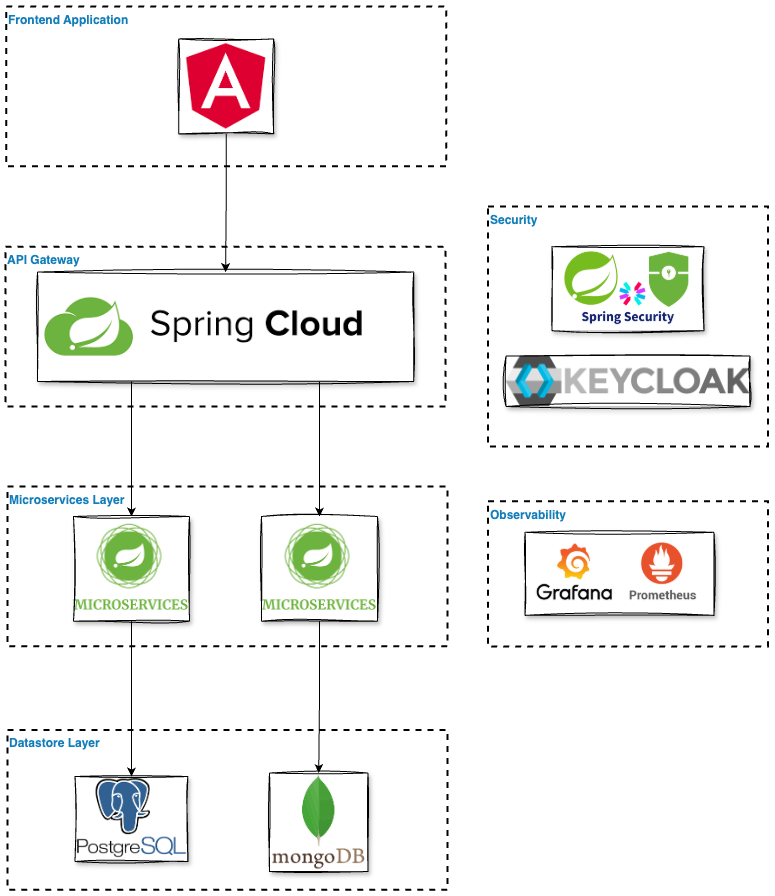 Frontend Application
A
API Gateway
Spring Cloud
Security
Spring Security
KEYCLOAK
Microservices Layer
MICROSERVICES
MICROSERVICES
Observability
Grafana
Prometheus
Datastore Layer
PostgreSQL
mongoDB